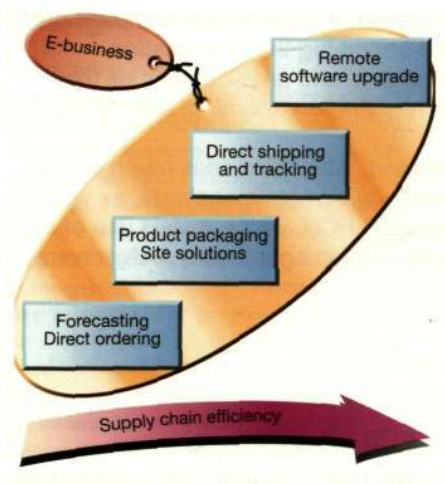 E-business
Remote
software upgrade
Direct shipping
and tracking
Product packaging
Site solutions
Forecasting
Direct ordering
Supply chain efficiency